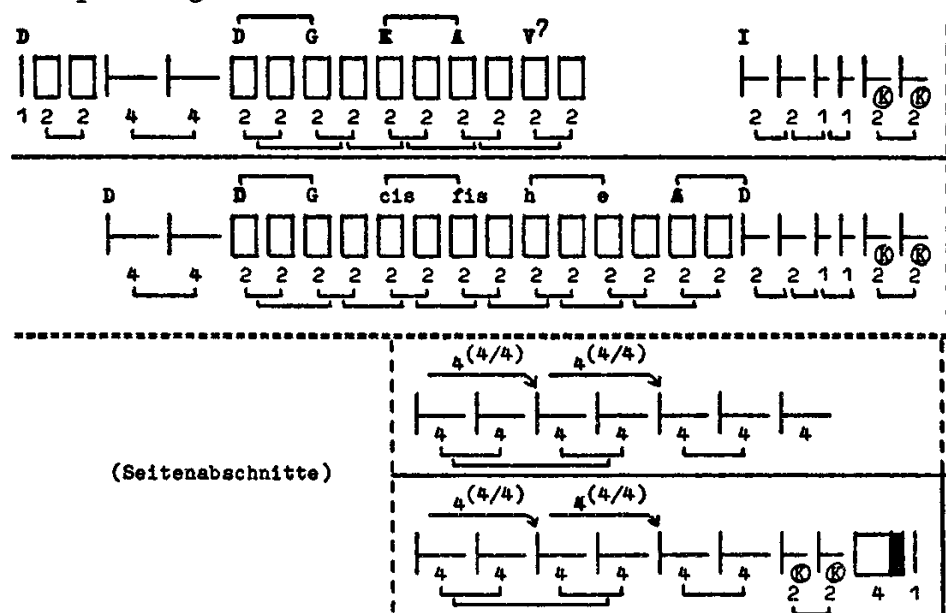 D D G E A V7 I
Ⓚ Ⓚ
1 2 2 4 4 2 2 2 2 2 2 2 2 2 2 2 2 1 1 2 2
D D G cis fis h e A D
Ⓚ Ⓚ
4 4 2 2 2 2 2 2 2 2 2 2 2 2 2 2 2 2 1 1 2 2
4(4/4) 4(4/4)
4 4 4 4 4 4 4
(Seitenabschnitte)
4(4/4) 4(4/4)
4 4 4 4 4 4 Ⓚ Ⓚ
2 2 4 1